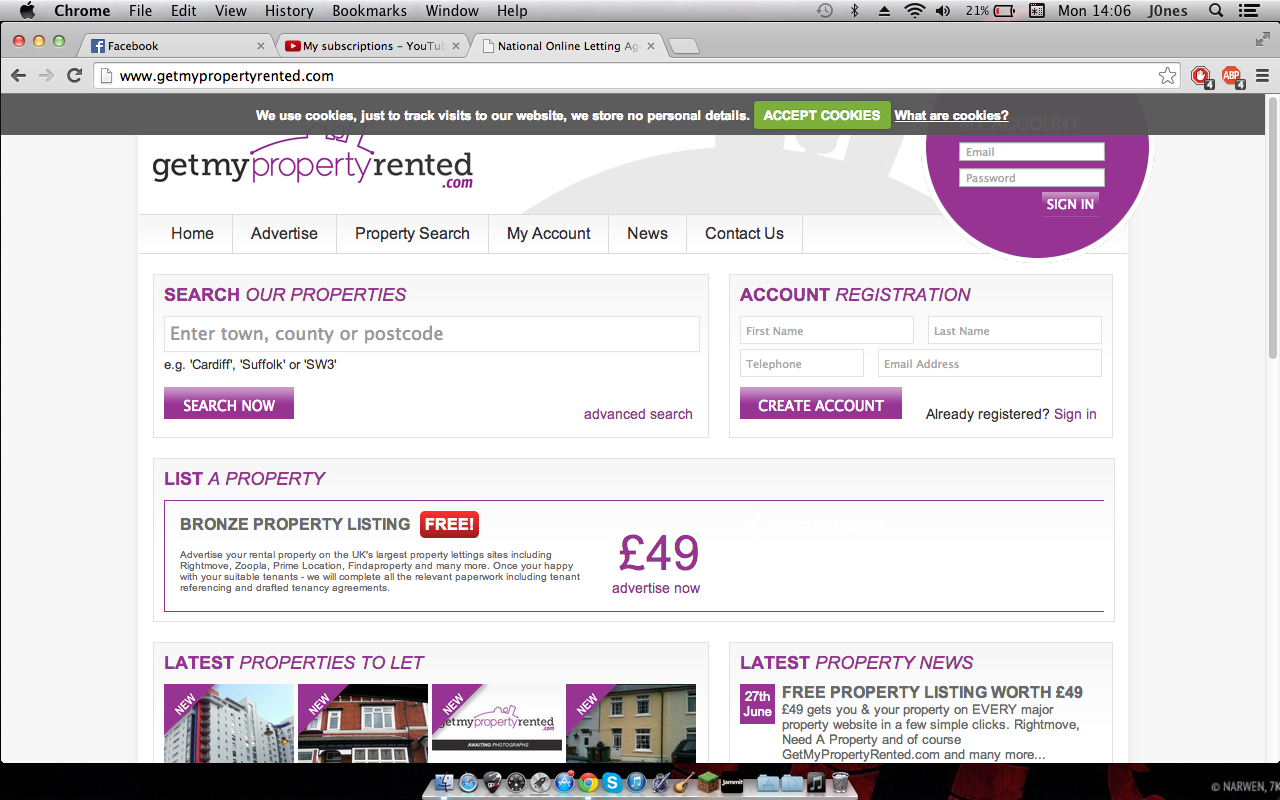 Chrome File Edit View History Bookmarks Window Help 21% Mon 14:06 J0nes
Facebook My subscriptions – YouTub National Online Letting Ag
www.getmypropertyrented.com
4 ABP 4
We use cookies, just to track visits to our website, we store no personal details. ACCEPT COOKIES What are cookies?
MY ACCOUNT
getmypropertyrented
.com
Email
Password
SIGN IN
Home Advertise Property Search My Account News Contact Us
SEARCH OUR PROPERTIES
Enter town, county or postcode
e.g. 'Cardiff', 'Suffolk' or 'SW3'
SEARCH NOW
advanced search
ACCOUNT REGISTRATION
First Name Last Name
Telephone Email Address
CREATE ACCOUNT
Already registered? Sign in
LIST A PROPERTY
BRONZE PROPERTY LISTING FREE!
Advertise your rental property on the UK's largest property lettings sites including
Rightmove, Zoopla, Prime Location, Findaproperty and many more. Once your happy
with your suitable tenants - we will complete all the relevant paperwork including tenant
referencing and drafted tenancy agreements.
£49
advertise now
LATEST PROPERTIES TO LET
NEW NEW NEW NEW
getmypropertyrented
.com
AWAITING PHOTOGRAPHS
LATEST PROPERTY NEWS
27th
June
FREE PROPERTY LISTING WORTH £49
£49 gets you & your property on EVERY major
property website in a few simple clicks. Rightmove,
Need A Property and of course
GetMyPropertyRented.com and many more...
Jammit
© NARWEN, 7K